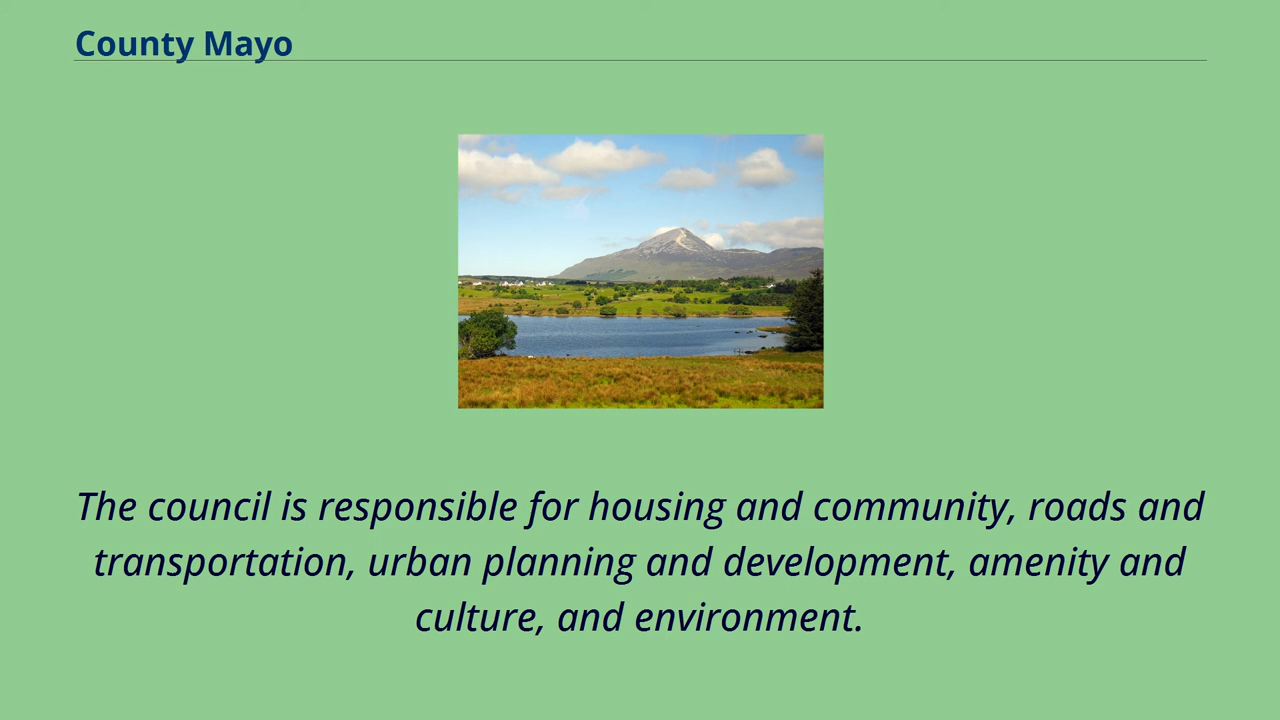 County Mayo
The council is responsible for housing and community, roads and
transportation, urban planning and development, amenity and
culture, and environment.